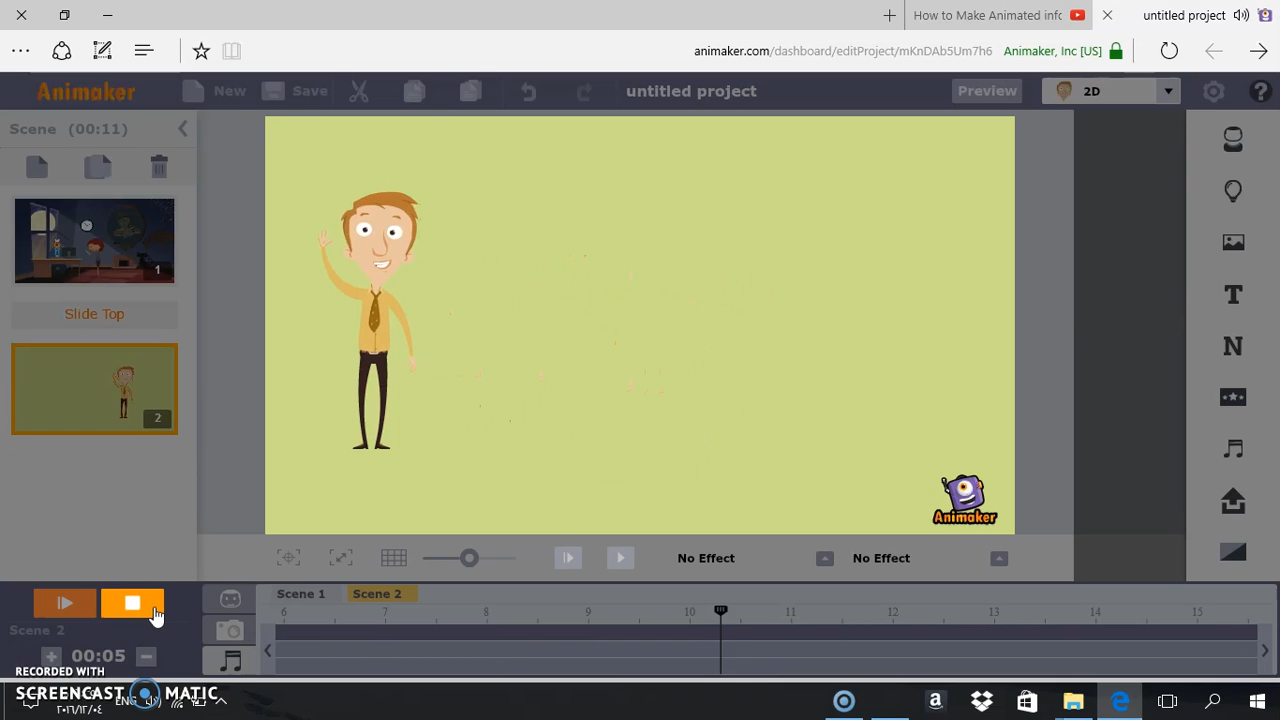 How to Make Animated info
untitled project
animaker.com/dashboard/editProject/mKnDAb5Um7h6
Animaker, Inc [US]
Animaker
New
Save
untitled project
Preview
2D
Scene (00:11)
1
Slide Top
2
Animaker
No Effect
No Effect
Scene 1
Scene 2
6 7 8 9 10 11 12 13 14 15
Scene 2
00:05
RECORDED WITH
SCREENCAST MATIC
ENG